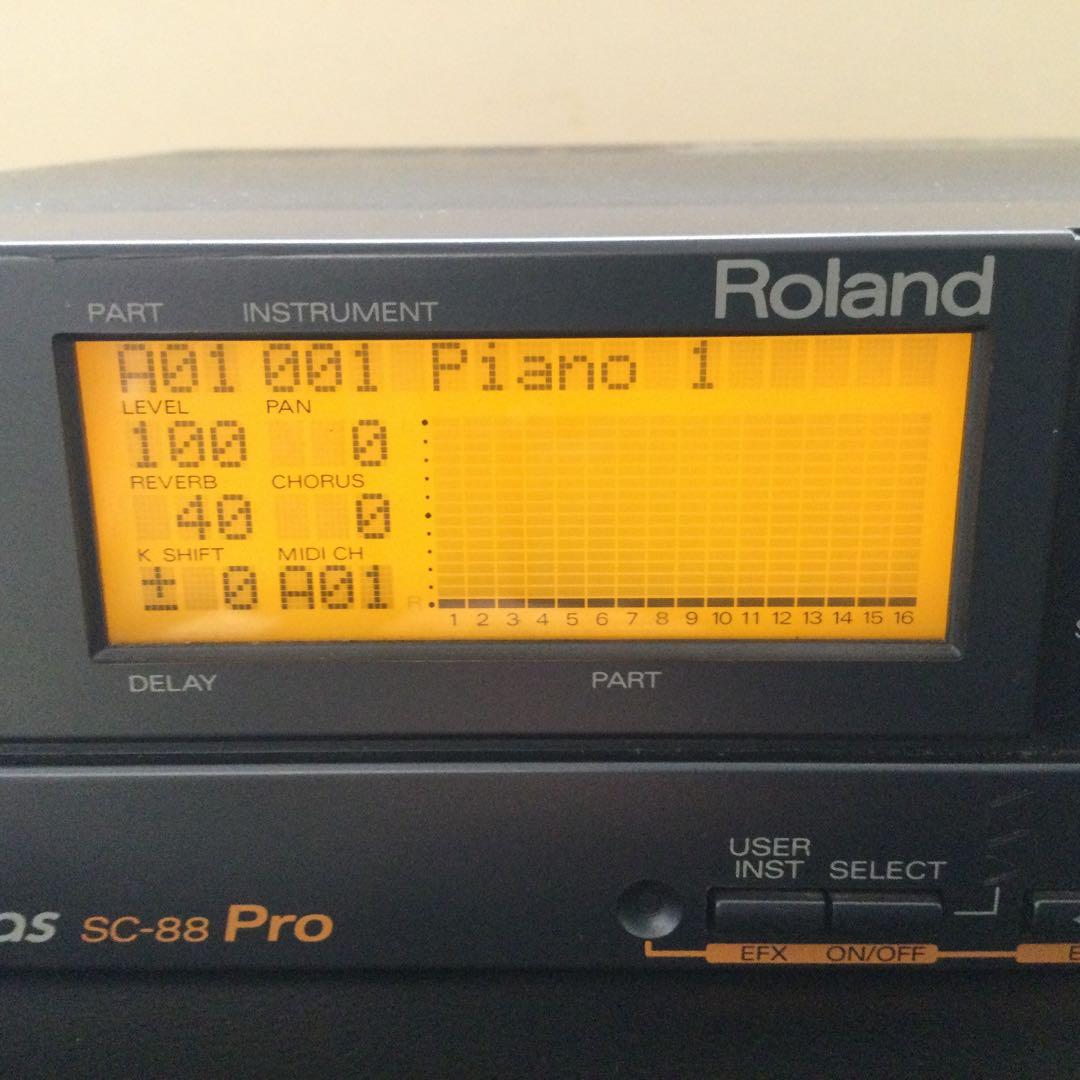 Roland
PART INSTRUMENT
A01 001 Piano 1
LEVEL PAN
100 0
REVERB CHORUS
40 0
K SHIFT MIDI CH
± 0 A01
R
1 2 3 4 5 6 7 8 9 10 11 12 13 14 15 16
DELAY PART
USER
INST SELECT
as SC-88 Pro
EFX ON/OFF E